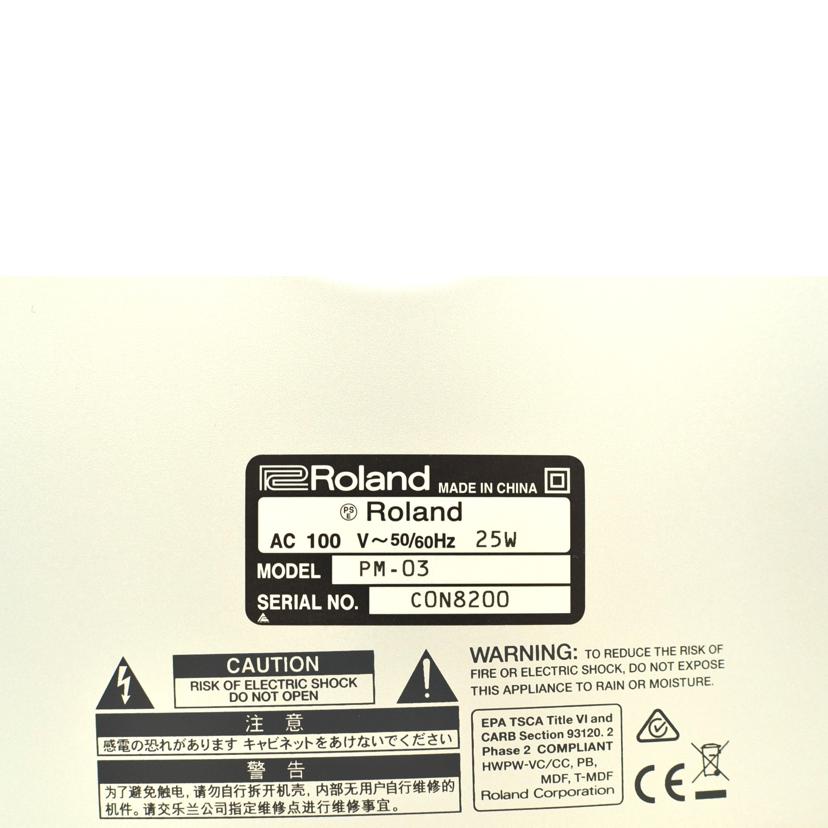 Roland MADE IN CHINA
PS E Roland
AC 100 V~50/60Hz 25W
MODEL PM-03
SERIAL NO. CON8200
CAUTION
RISK OF ELECTRIC SHOCK
DO NOT OPEN
WARNING: TO REDUCE THE RISK OF
FIRE OR ELECTRIC SHOCK, DO NOT EXPOSE
THIS APPLIANCE TO RAIN OR MOISTURE.
注 意
感電の恐れがあります キャビネットをあけないでください
警 告
为了避免触电,请勿自行拆开机壳, 内部无用户自行维修的
机件。请交乐兰公司指定维修点进行维修事宜。
EPA TSCA Title VI and
CARB Section 93120. 2
Phase 2 COMPLIANT
HWPW-VC/CC, PB,
MDF, T-MDF
Roland Corporation
CE